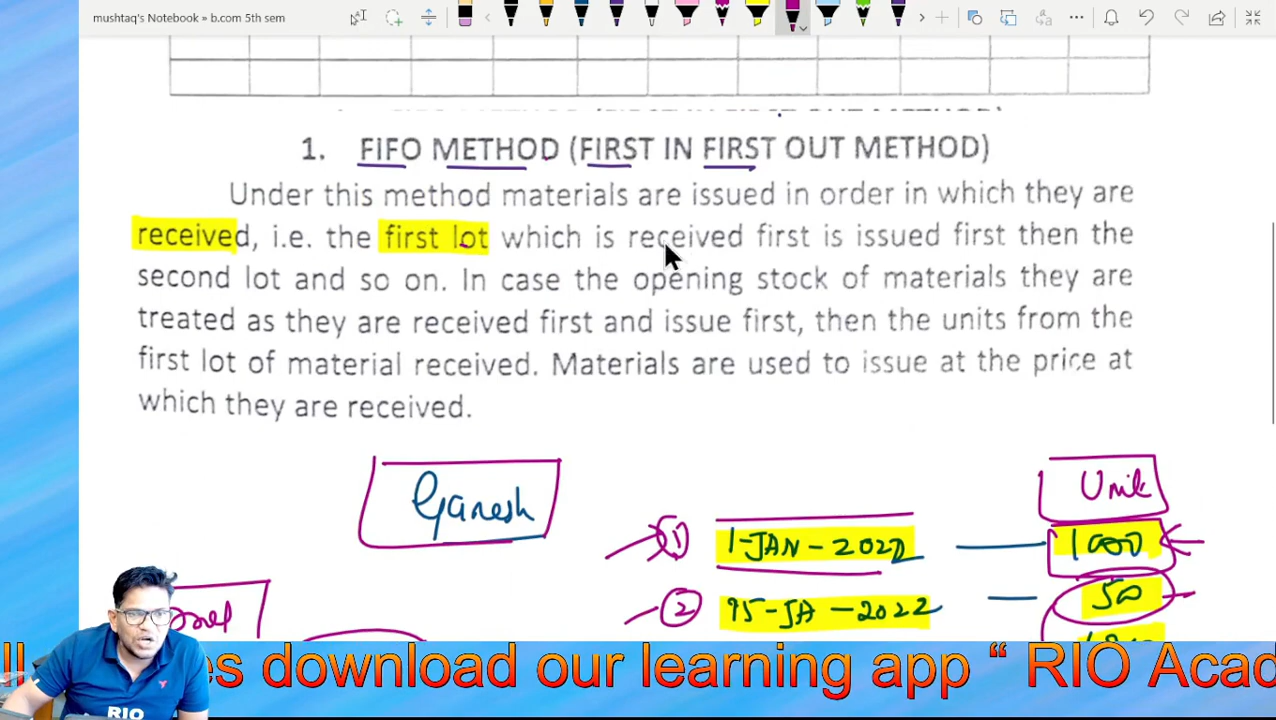 mushtaq's Notebook » b.com 5th sem
1. FIFO METHOD (FIRST IN FIRST OUT METHOD)
Under this method materials are issued in order in which they are
received, i.e. the first lot which is received first is issued first then the
second lot and so on. In case the opening stock of materials they are
treated as they are received first and issue first, then the units from the
first lot of material received. Materials are used to issue at the price at
which they are received.
Ganesh
Unit
① 1-JAN-2022 — 1000
② 15-JA-2022 — 50
es download our learning app “ RIO Acad
RIO